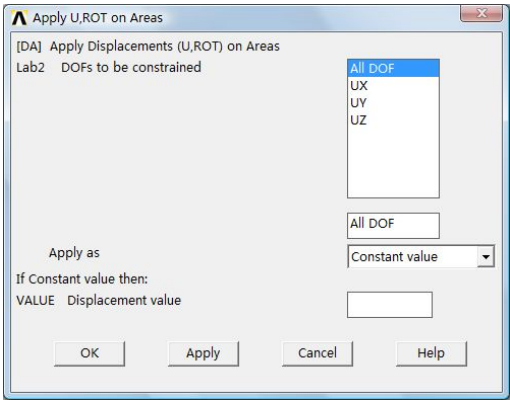 Apply U,ROT on Areas
[DA] Apply Displacements (U,ROT) on Areas
Lab2 DOFs to be constrained
All DOF
UX
UY
UZ
All DOF
Apply as
Constant value
If Constant value then:
VALUE Displacement value
OK Apply Cancel Help